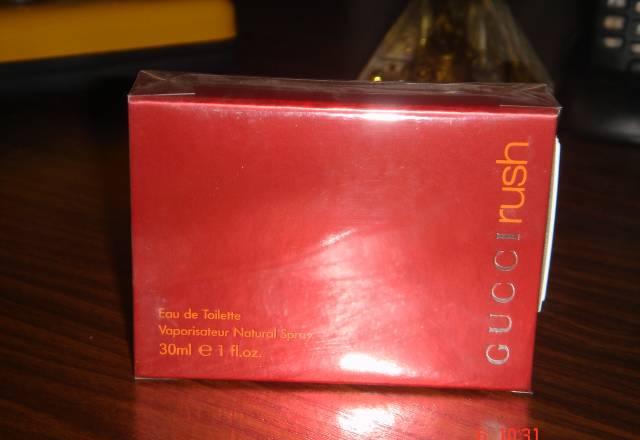 GUCCI rush
Eau de Toilette
Vaporisateur Natural Spray
30ml e 1 fl.oz.